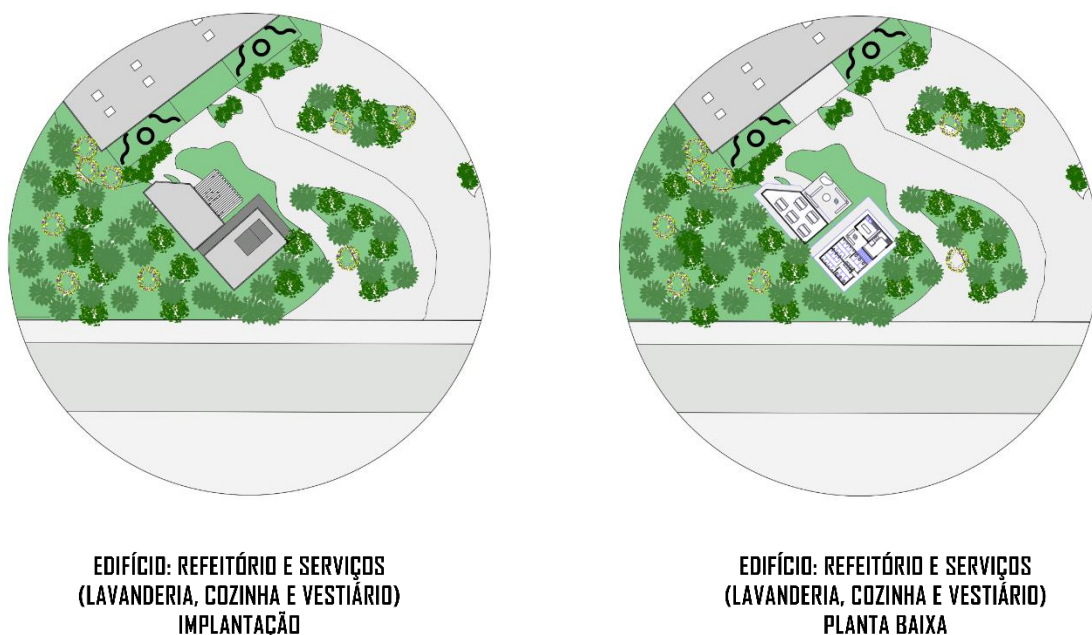 EDIFÍCIO: REFEITÓRIO E SERVIÇOS
(LAVANDERIA, COZINHA E VESTIÁRIO)
IMPLANTAÇÃO
EDIFÍCIO: REFEITÓRIO E SERVIÇOS
(LAVANDERIA, COZINHA E VESTIÁRIO)
PLANTA BAIXA